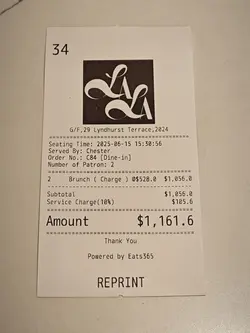 34
LALA
G/F,29 Lyndhurst Terrace,2024
Seating Time: 2025-06-15 15:30:56
Served By: Chester
Order No.: C84 [Dine-in]
Number of Patron: 2
2 Brunch ( Charge ) @$528.0 $1,056.0
Subtotal $1,056.0
Service Charge(10%) $105.6
Amount $1,161.6
Thank You
Powered by Eats365
REPRINT